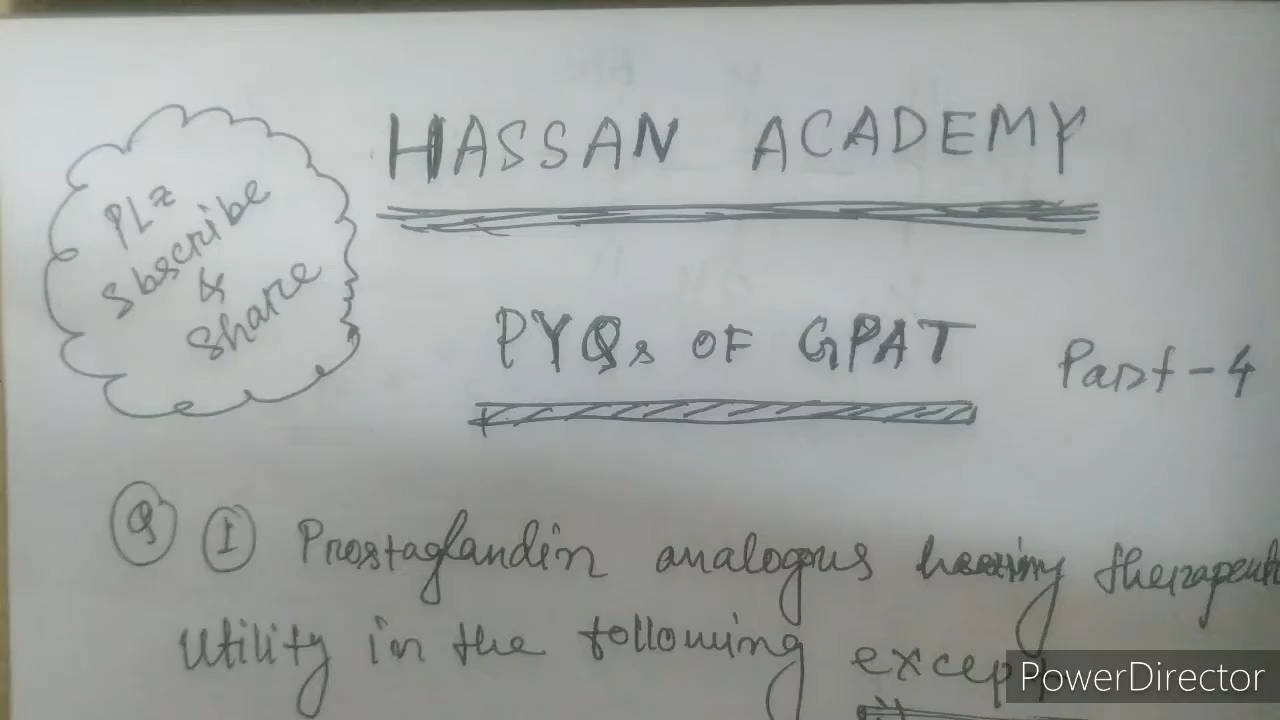 HASSAN ACADEMY
PLz
Sbscribe
&
Share
PYQs OF GPAT Part-4
Q I Prostaglandin analogous having therapeut
Utility in the following excep
PowerDirector